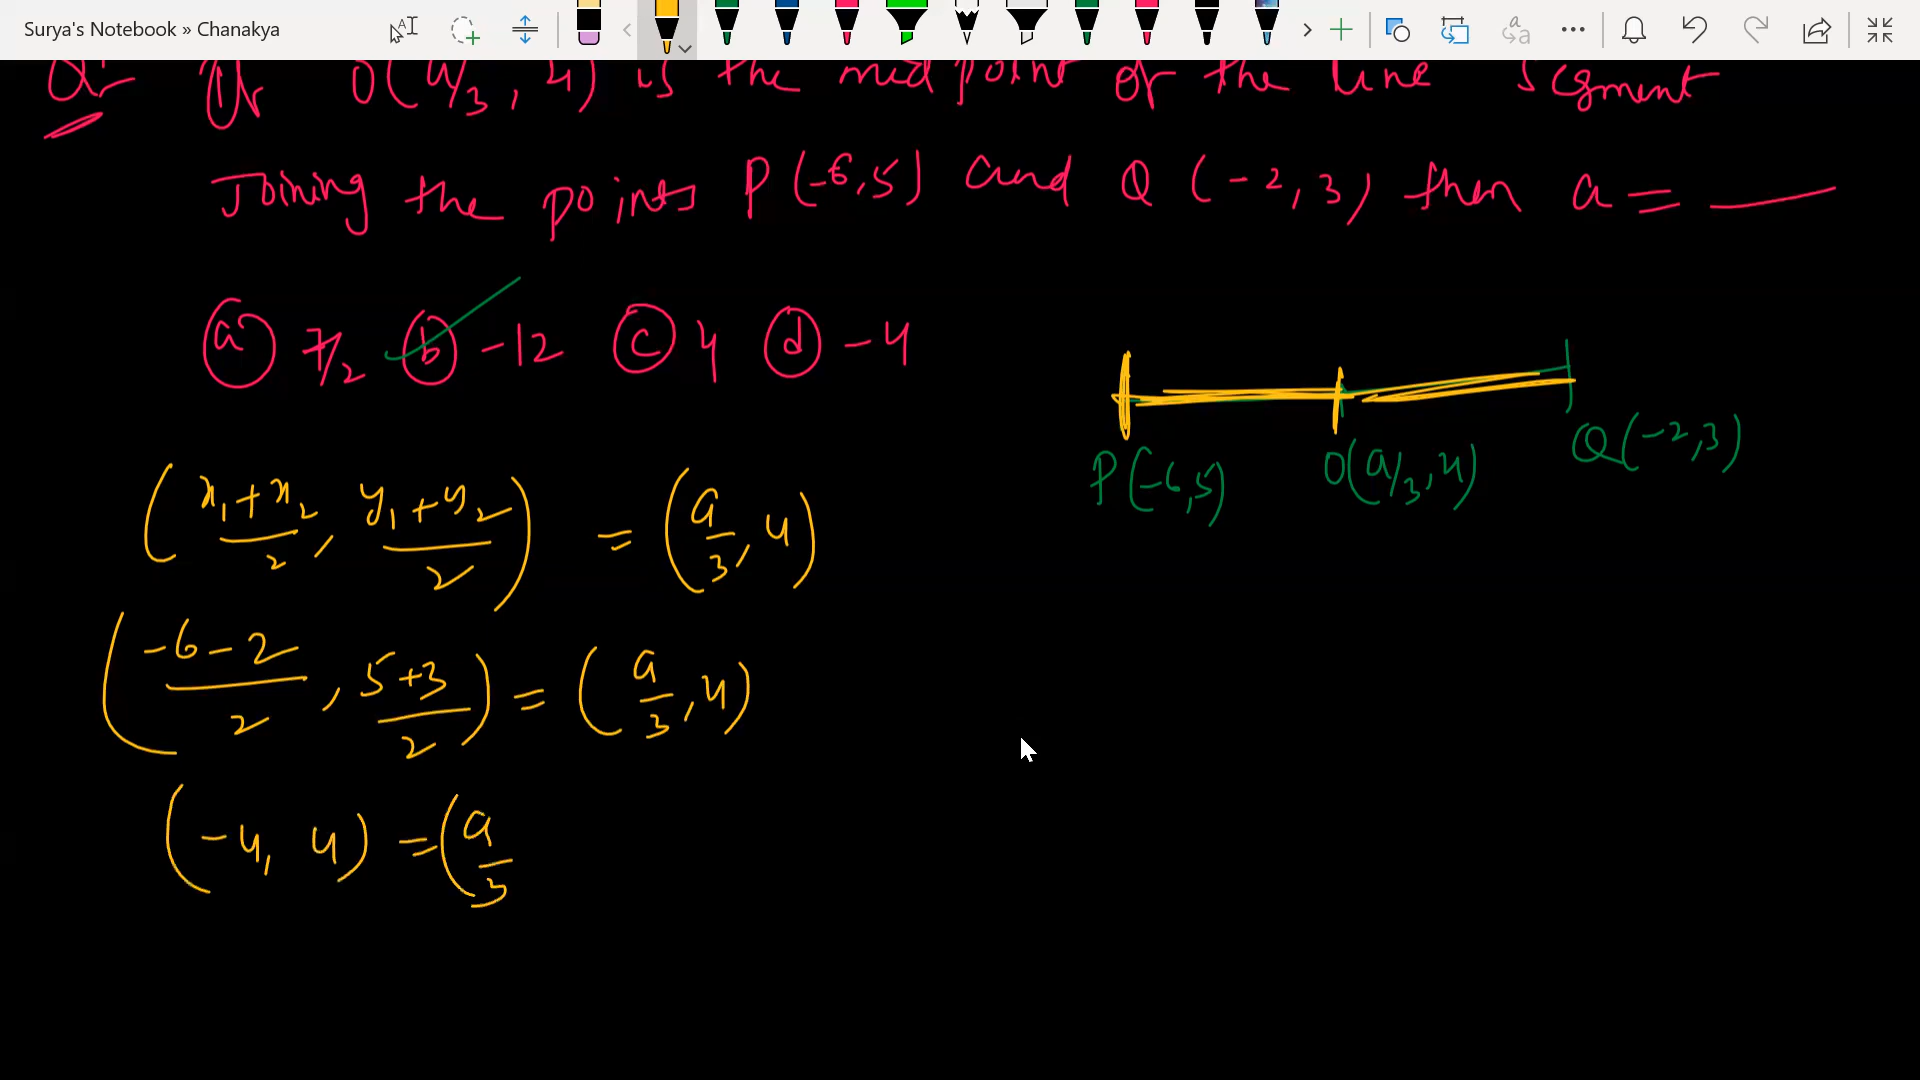 Surya's Notebook » Chanakya
Q:- If O(a/3, 4) is the mid point of the line segment
Joining the points P(-6,5) and Q(-2,3) then a = ___
ⓐ 7/2 ⓑ -12 ⓒ 4 ⓓ -4
P(-6,5) O(a/3,4) Q(-2,3)
(x₁+x₂/2, y₁+y₂/2) = (a/3, 4)
(-6-2/2, 5+3/2) = (a/3, 4)
(-4, 4) = (a/3